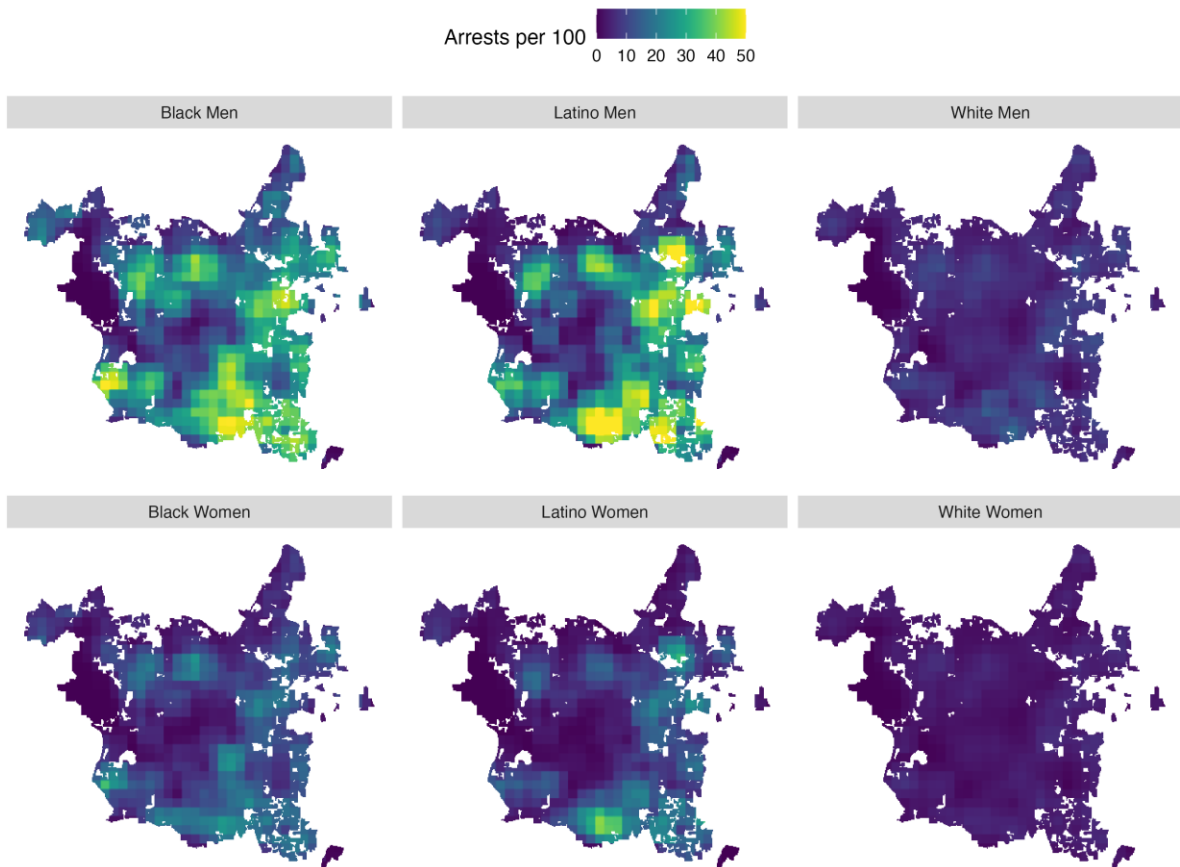 Arrests per 100
0 10 20 30 40 50
Black Men Latino Men White Men
Black Women Latino Women White Women